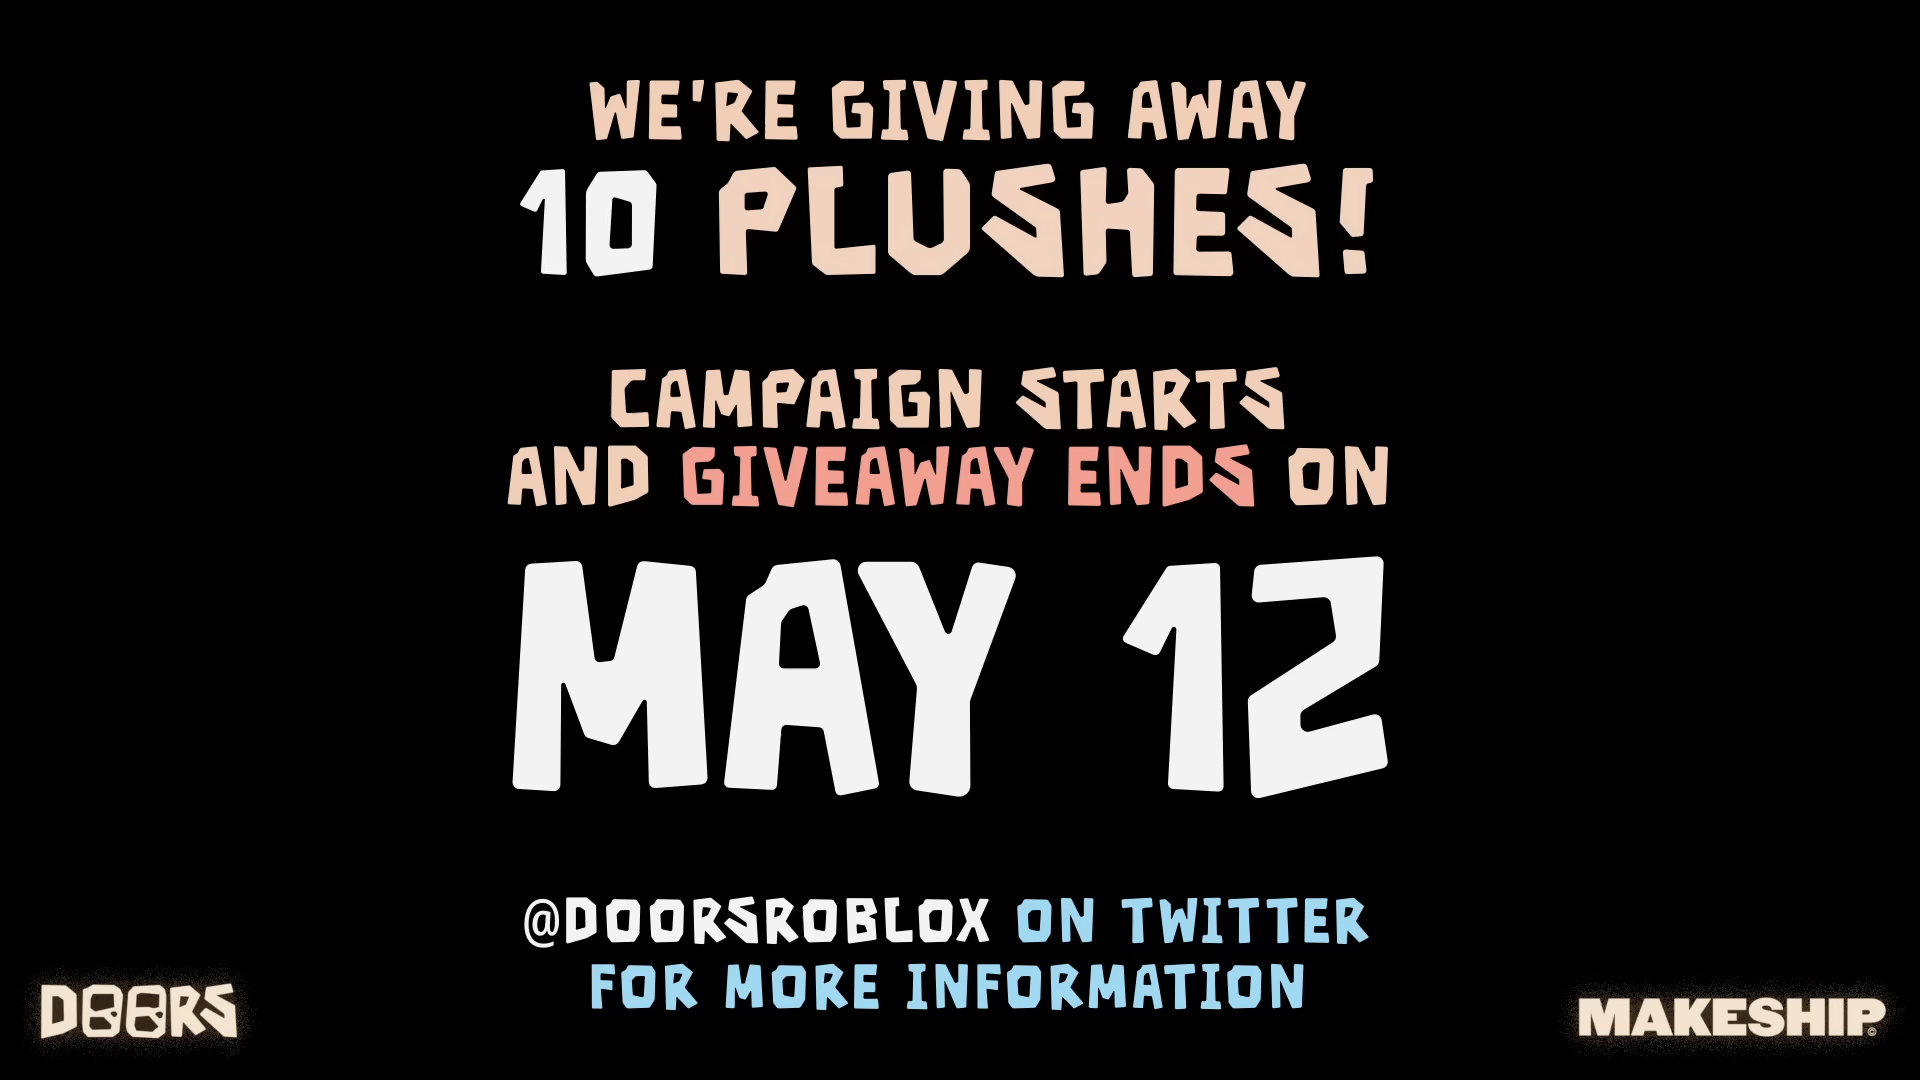 WE'RE GIVING AWAY
10 PLUSHES!
CAMPAIGN STARTS
AND GIVEAWAY ENDS ON
MAY 12
@DOORSROBLOX ON TWITTER
FOR MORE INFORMATION
DOORS
MAKESHIP©